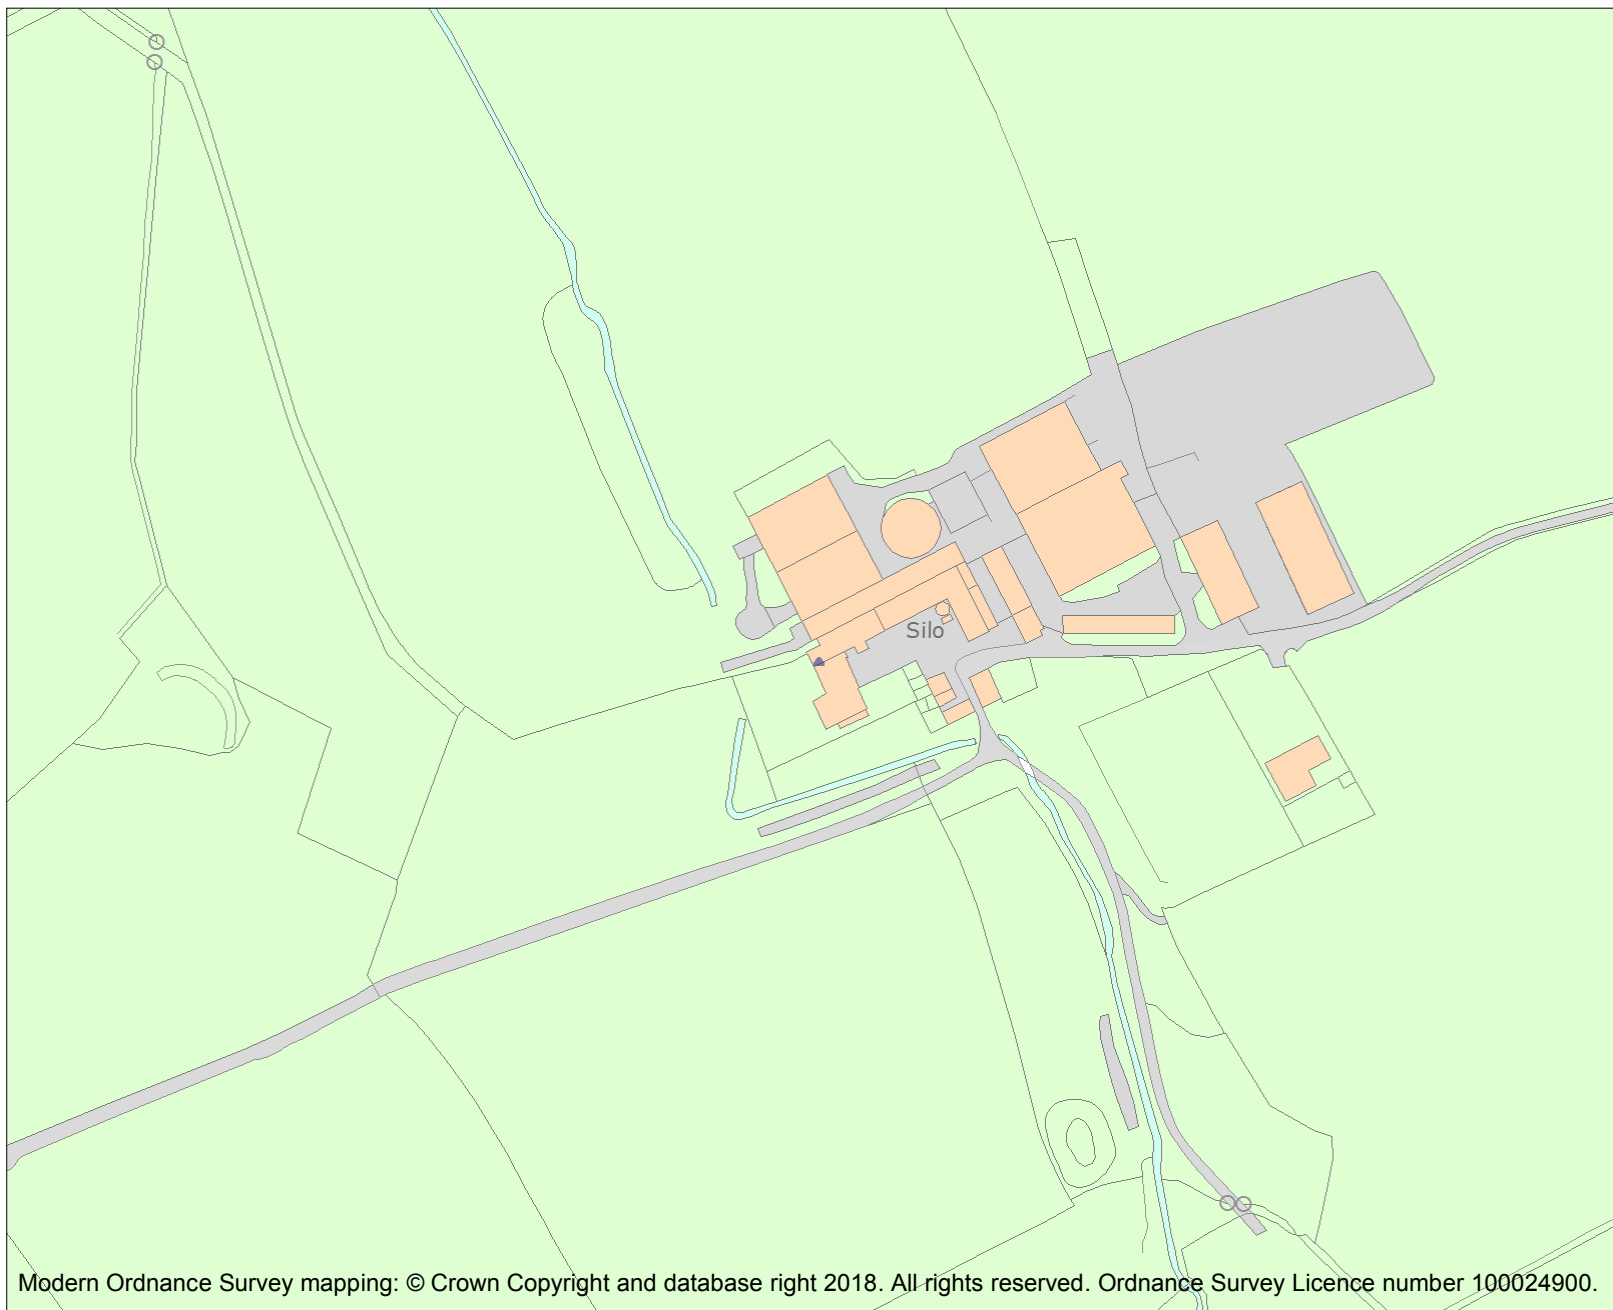 Silo
Modern Ordnance Survey mapping: © Crown Copyright and database right 2018. All rights reserved. Ordnance Survey Licence number 100024900.